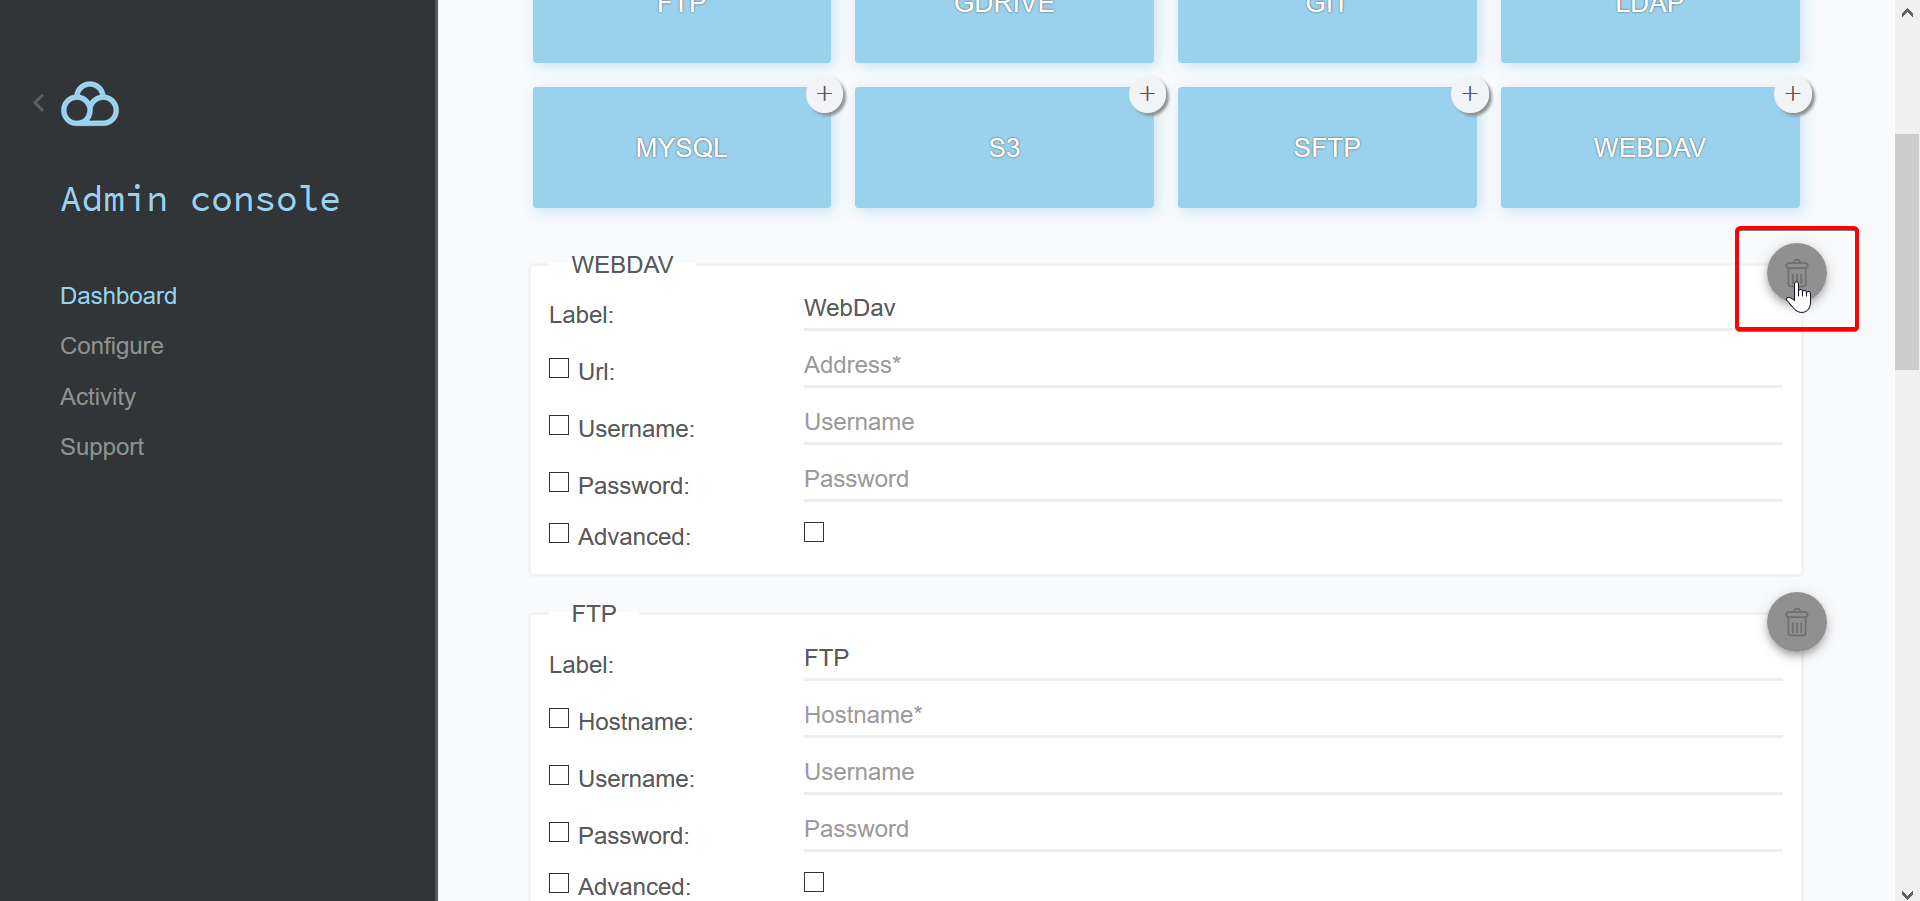 FTP
GDRIVE
GIT
LDAP
MYSQL
S3
SFTP
WEBDAV
Admin console
Dashboard
Configure
Activity
Support
WEBDAV
Label: WebDav
Url: Address*
Username: Username
Password: Password
Advanced:
FTP
Label: FTP
Hostname: Hostname*
Username: Username
Password: Password
Advanced: